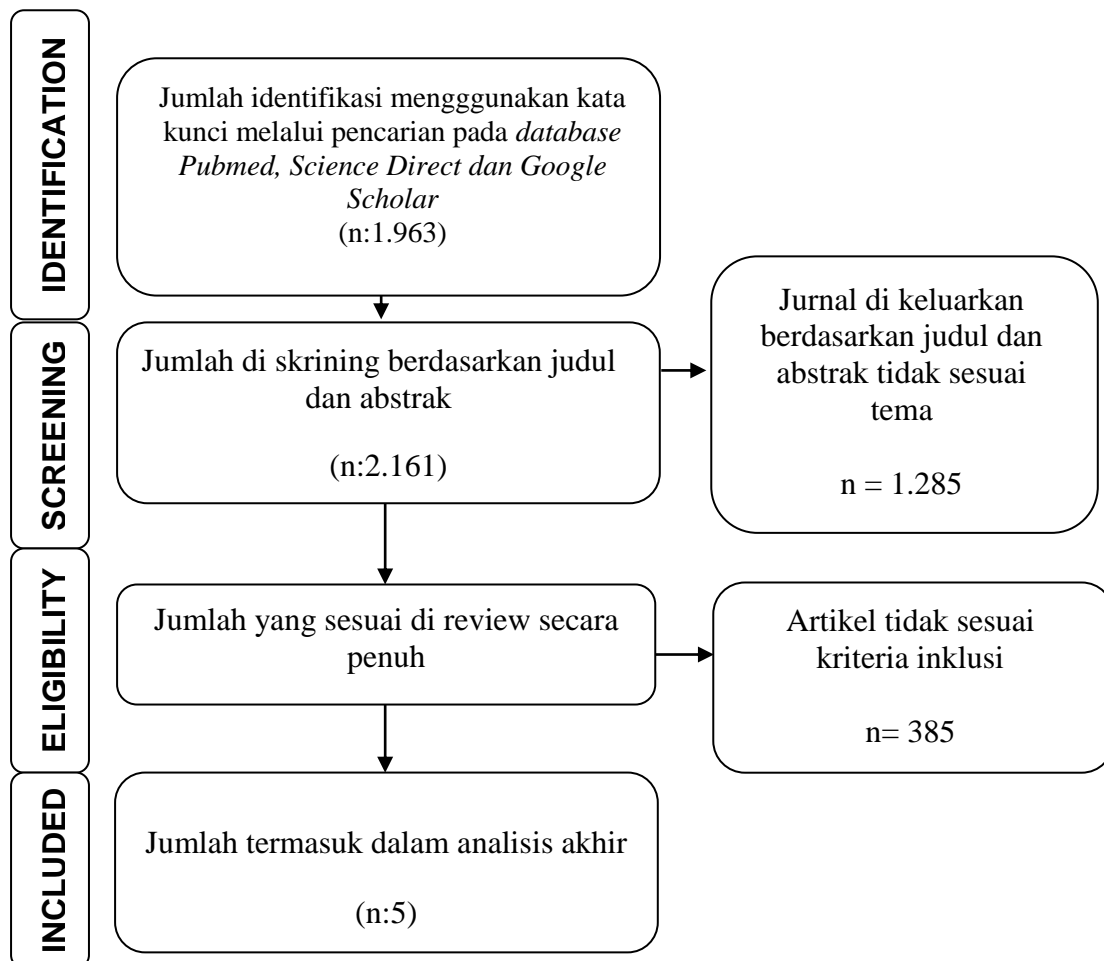 IDENTIFICATION
Jumlah identifikasi mengggunakan kata
kunci melalui pencarian pada database
Pubmed, Science Direct dan Google
Scholar
(n:1.963)
SCREENING
Jumlah di skrining berdasarkan judul
dan abstrak
(n:2.161)
Jurnal di keluarkan
berdasarkan judul dan
abstrak tidak sesuai
tema
n = 1.285
ELIGIBILITY
Jumlah yang sesuai di review secara
penuh
Artikel tidak sesuai
kriteria inklusi
n= 385
INCLUDED
Jumlah termasuk dalam analisis akhir
(n:5)